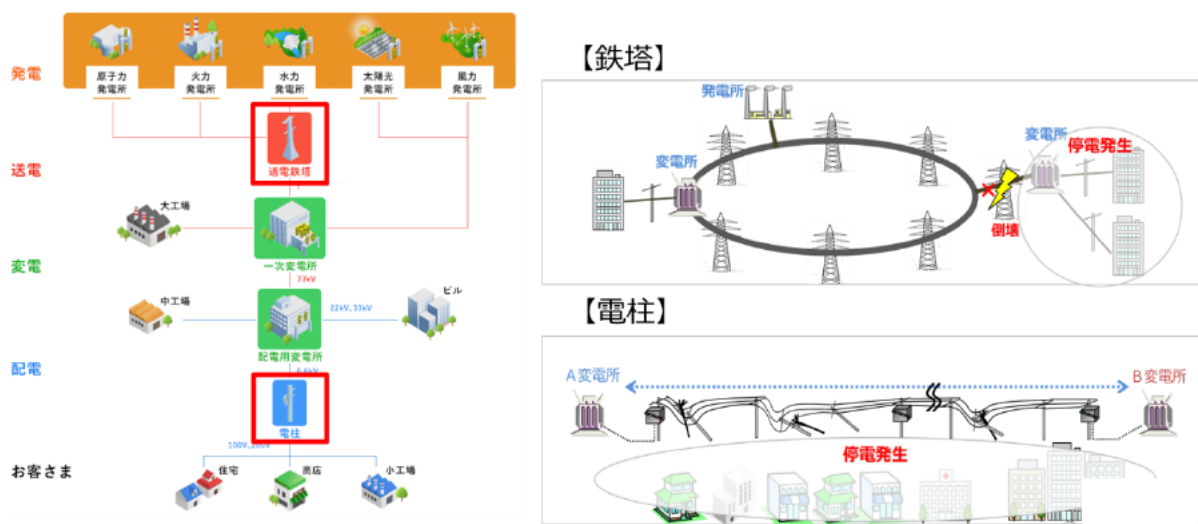 発電
原子力
発電所
火力
発電所
水力
発電所
太陽光
発電所
風力
発電所
送電
送電鉄塔
大工場
変電
一次変電所
77kV
中工場
22kV,33kV
ビル
配電用変電所
配電
6.6kV
電柱
100V,200V
お客さま
住宅
商店
小工場
【鉄塔】
発電所
変電所
変電所
停電発生
倒壊
【電柱】
A変電所
B変電所
停電発生